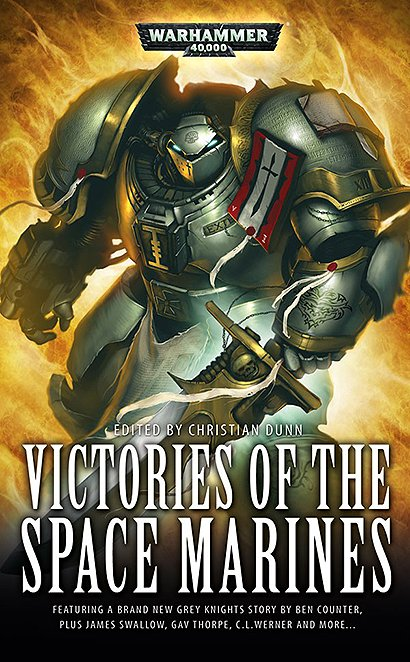 WARHAMMER
40,000
XII
EDITED BY CHRISTIAN DUNN
VICTORIES OF THE
SPACE MARINES
FEATURING A BRAND NEW GREY KNIGHTS STORY BY BEN COUNTER,
PLUS JAMES SWALLOW, GAV THORPE, C.L.WERNER AND MORE...